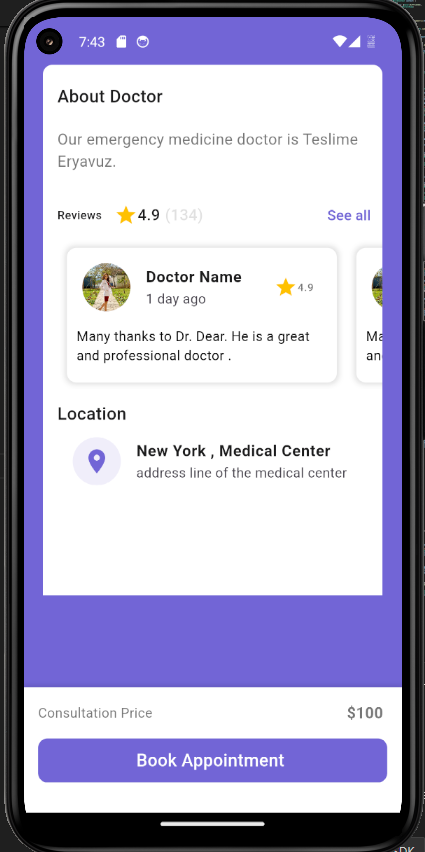 7:43
About Doctor
Our emergency medicine doctor is Teslime
Eryavuz.
Reviews 4.9 (134) See all
Doctor Name 4.9
1 day ago
Many thanks to Dr. Dear. He is a great
and professional doctor .
Ma
an
Location
New York , Medical Center
address line of the medical center
Consultation Price $100
Book Appointment